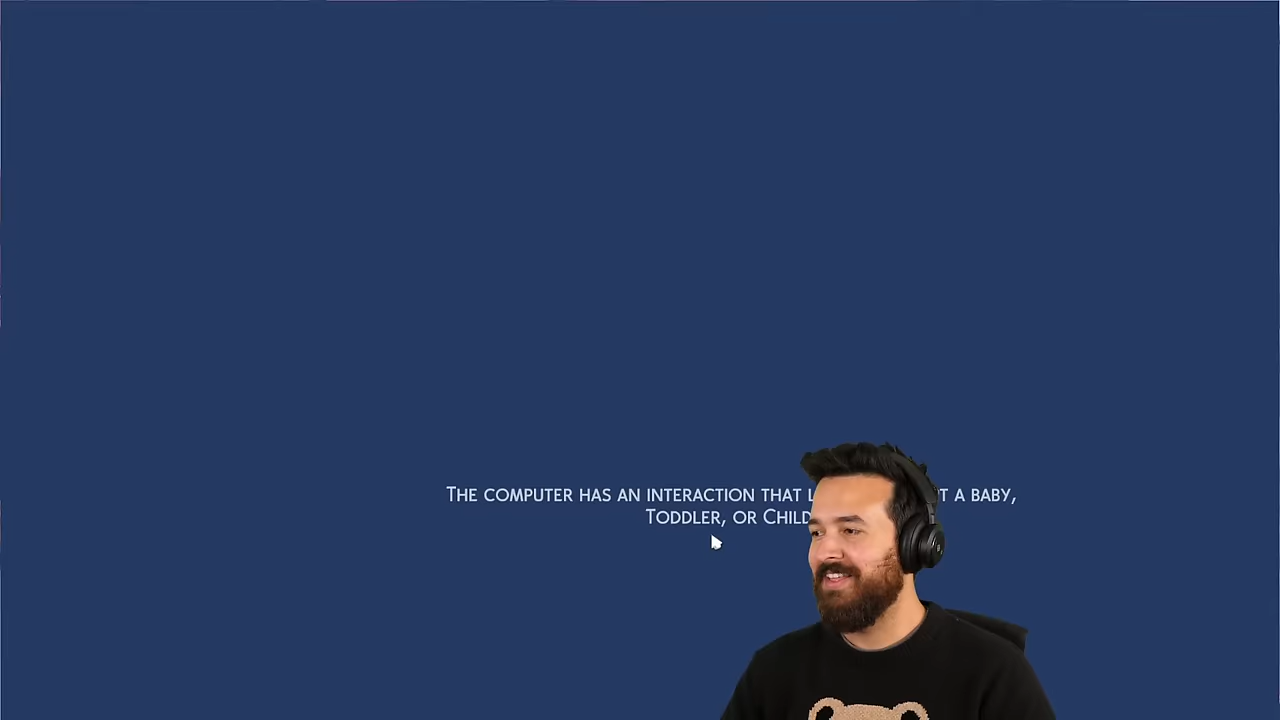 The computer has an interaction that t a baby,
Toddler, or Child